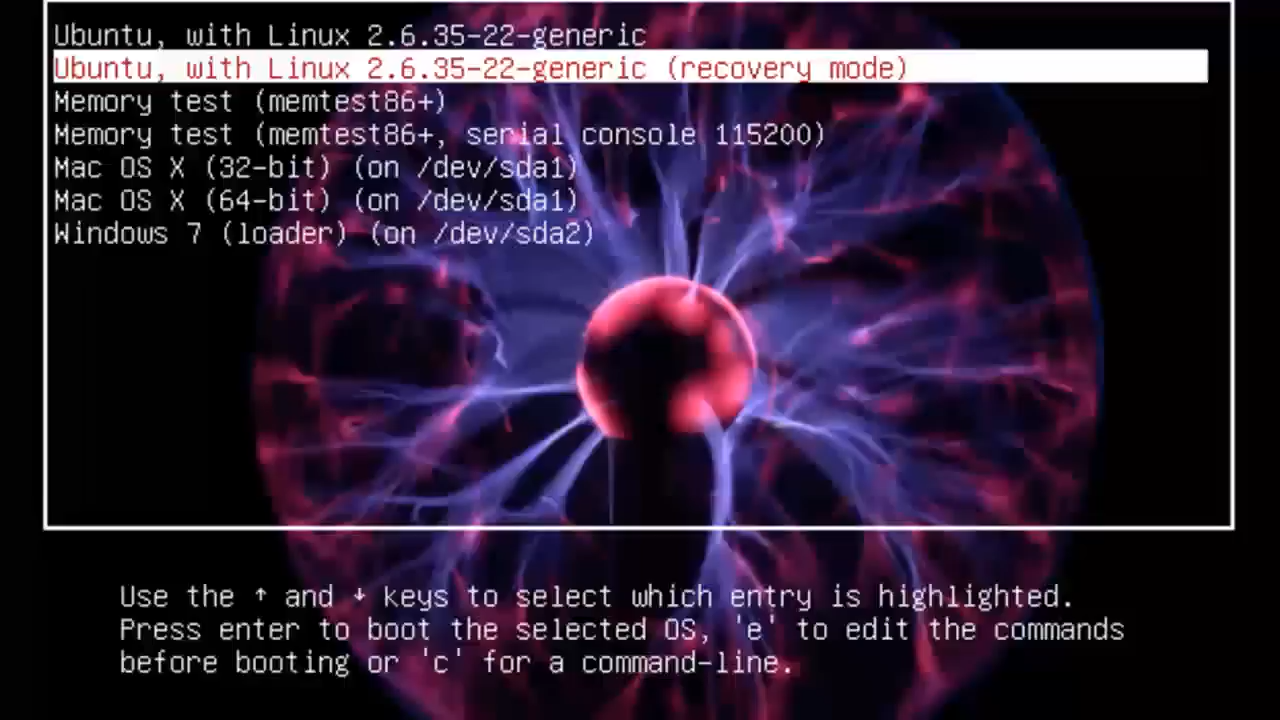 Ubuntu, with Linux 2.6.35-22-generic
Ubuntu, with Linux 2.6.35-22-generic (recovery mode)
Memory test (memtest86+)
Memory test (memtest86+, serial console 115200)
Mac OS X (32-bit) (on /dev/sda1)
Mac OS X (64-bit) (on /dev/sda1)
Windows 7 (loader) (on /dev/sda2)
Use the ↑ and ↓ keys to select which entry is highlighted.
Press enter to boot the selected OS, 'e' to edit the commands
before booting or 'c' for a command-line.